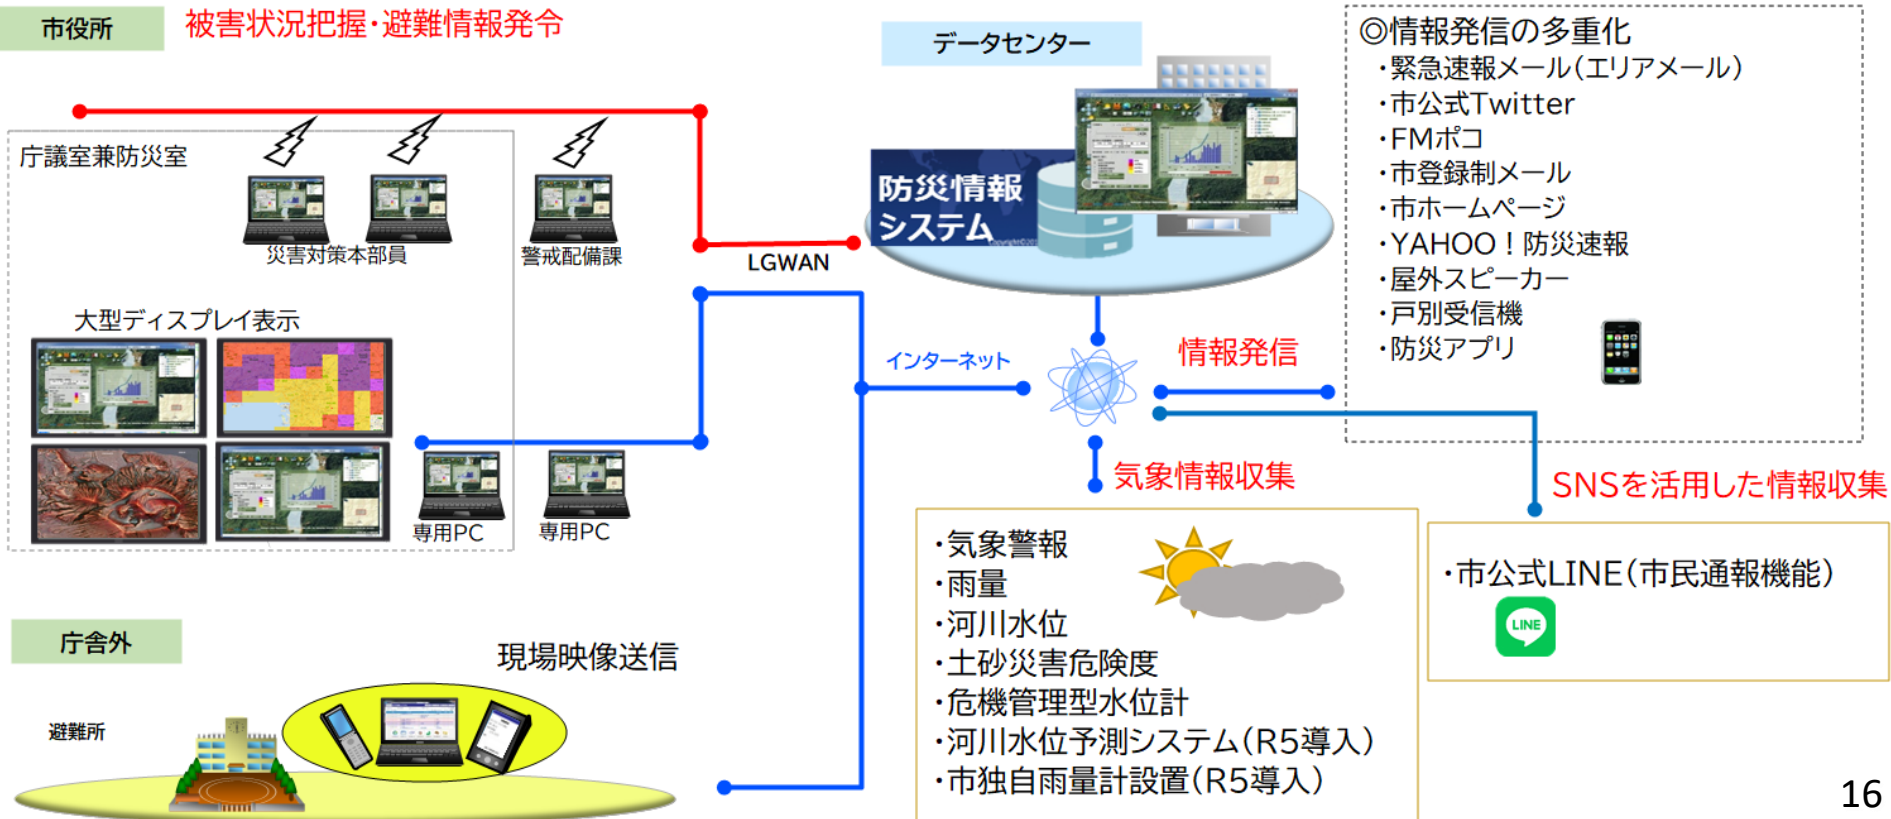 市役所
被害状況把握・避難情報発令
庁議室兼防災室
災害対策本部員
警戒配備課
大型ディスプレイ表示
専用PC
専用PC
庁舎外
現場映像送信
避難所
データセンター
防災情報
システム
LGWAN
インターネット
情報発信
気象情報収集
◎情報発信の多重化
・緊急速報メール(エリアメール)
・市公式Twitter
・FMポコ
・市登録制メール
・市ホームページ
・YAHOO!防災速報
・屋外スピーカー
・戸別受信機
・防災アプリ
SNSを活用した情報収集
・市公式LINE(市民通報機能)
LINE
・気象警報
・雨量
・河川水位
・土砂災害危険度
・危機管理型水位計
・河川水位予測システム(R5導入)
・市独自雨量計設置(R5導入)
16